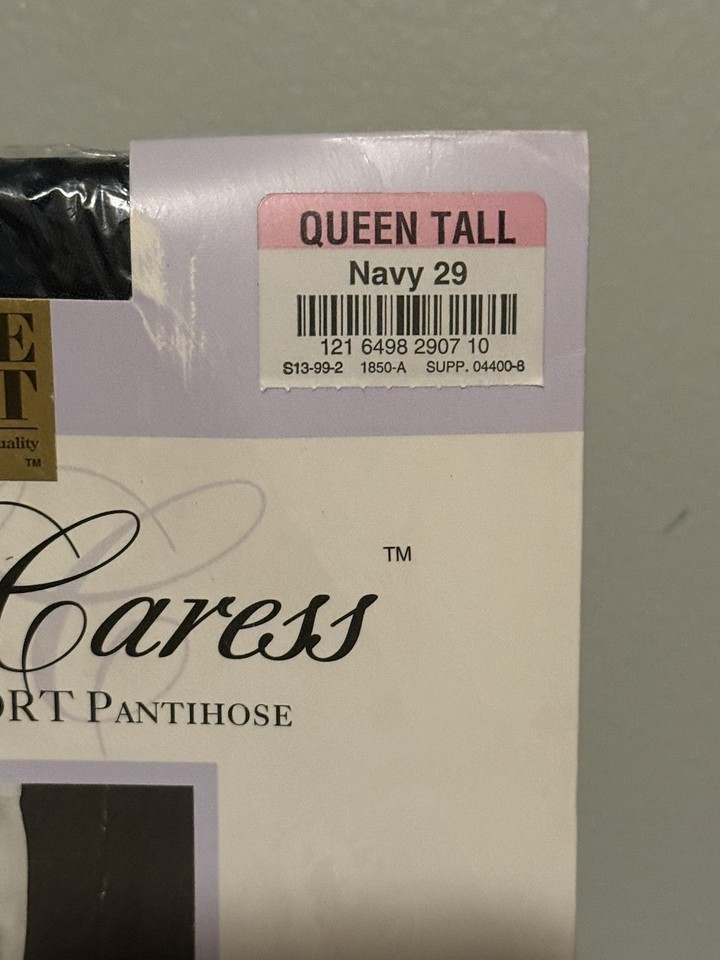 QUEEN TALL
Navy 29
121 6498 2907 10
S13-99-2 1850-A SUPP. 04400-8
E
T
uality
TM
Caress TM
ORT PANTIHOSE